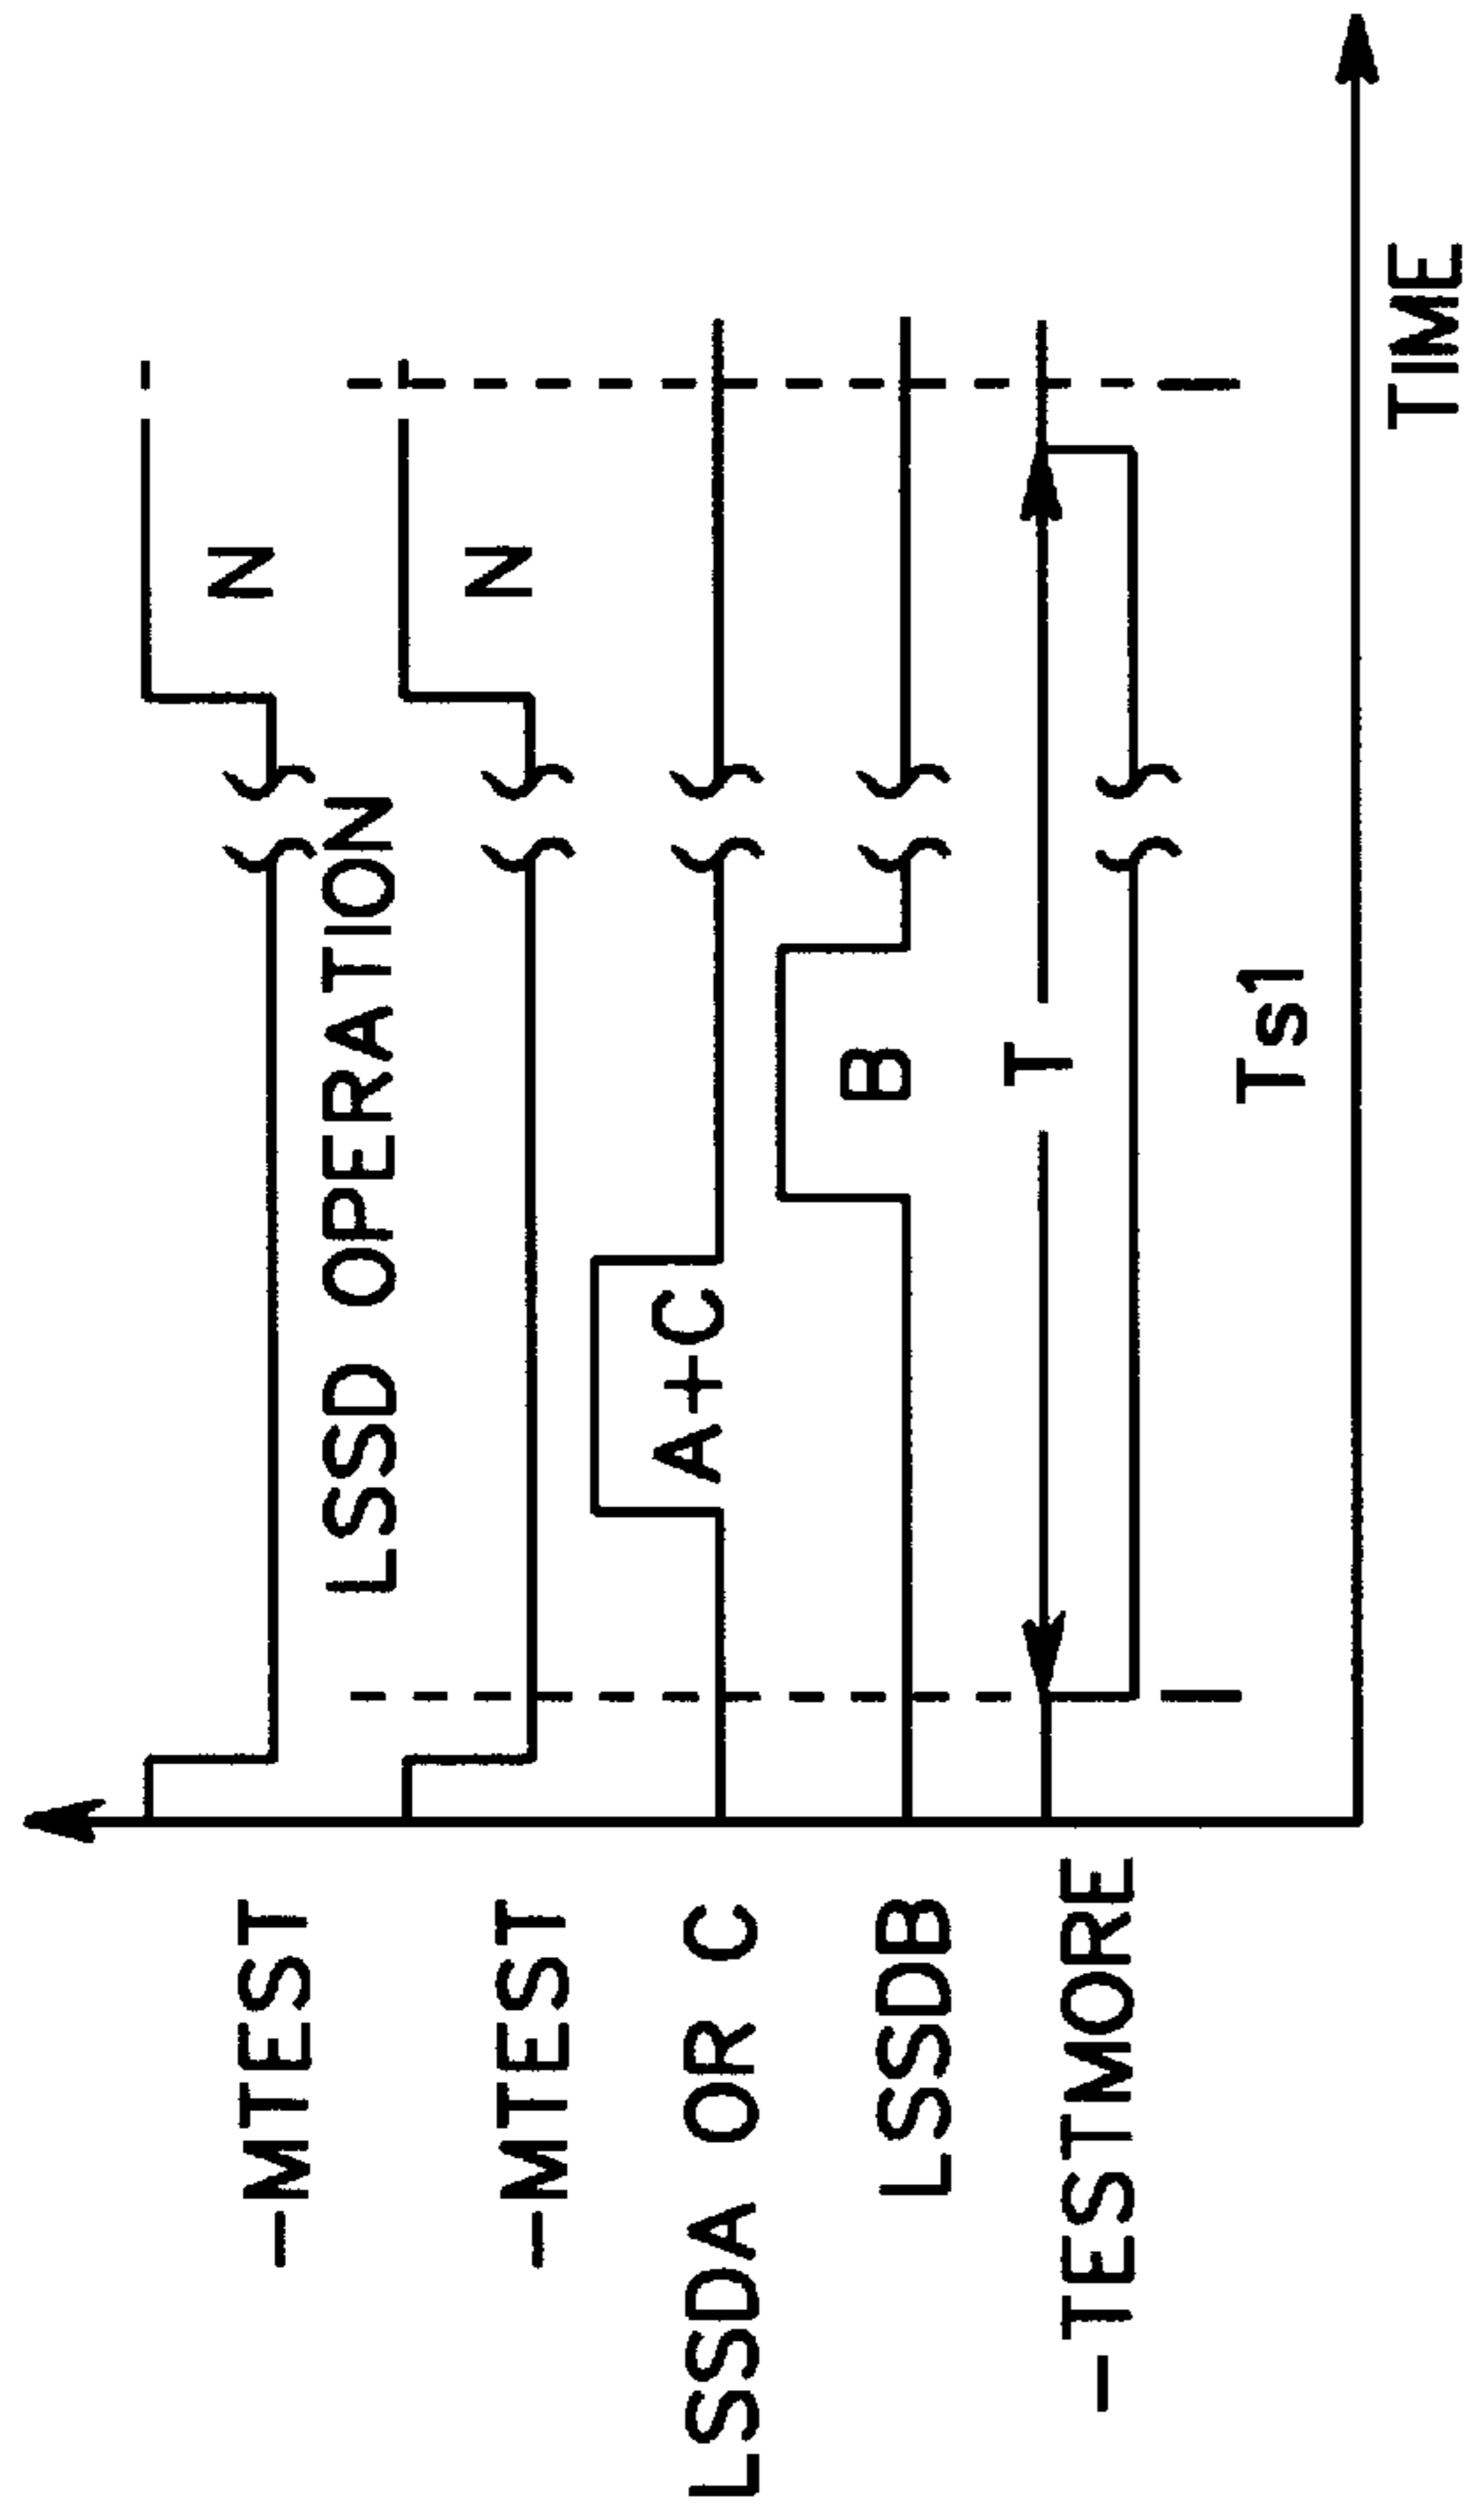 -MTEST
N
LSSD OPERATION
-MTEST
N
LSSDA OR C
A+C
LSSDB
B
-TESTMORE
T
Ts1
TIME